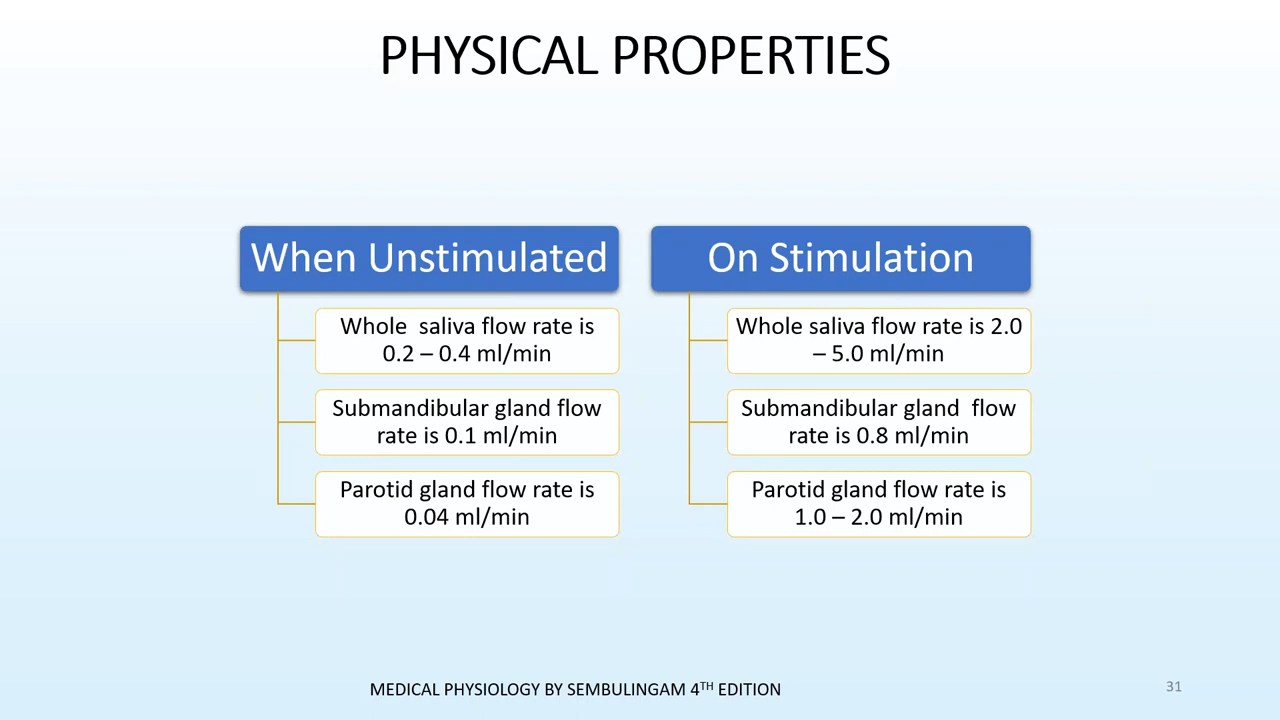 PHYSICAL PROPERTIES
When Unstimulated
Whole saliva flow rate is
0.2 – 0.4 ml/min
Submandibular gland flow
rate is 0.1 ml/min
Parotid gland flow rate is
0.04 ml/min
On Stimulation
Whole saliva flow rate is 2.0
– 5.0 ml/min
Submandibular gland flow
rate is 0.8 ml/min
Parotid gland flow rate is
1.0 – 2.0 ml/min
MEDICAL PHYSIOLOGY BY SEMBULINGAM 4TH EDITION
31